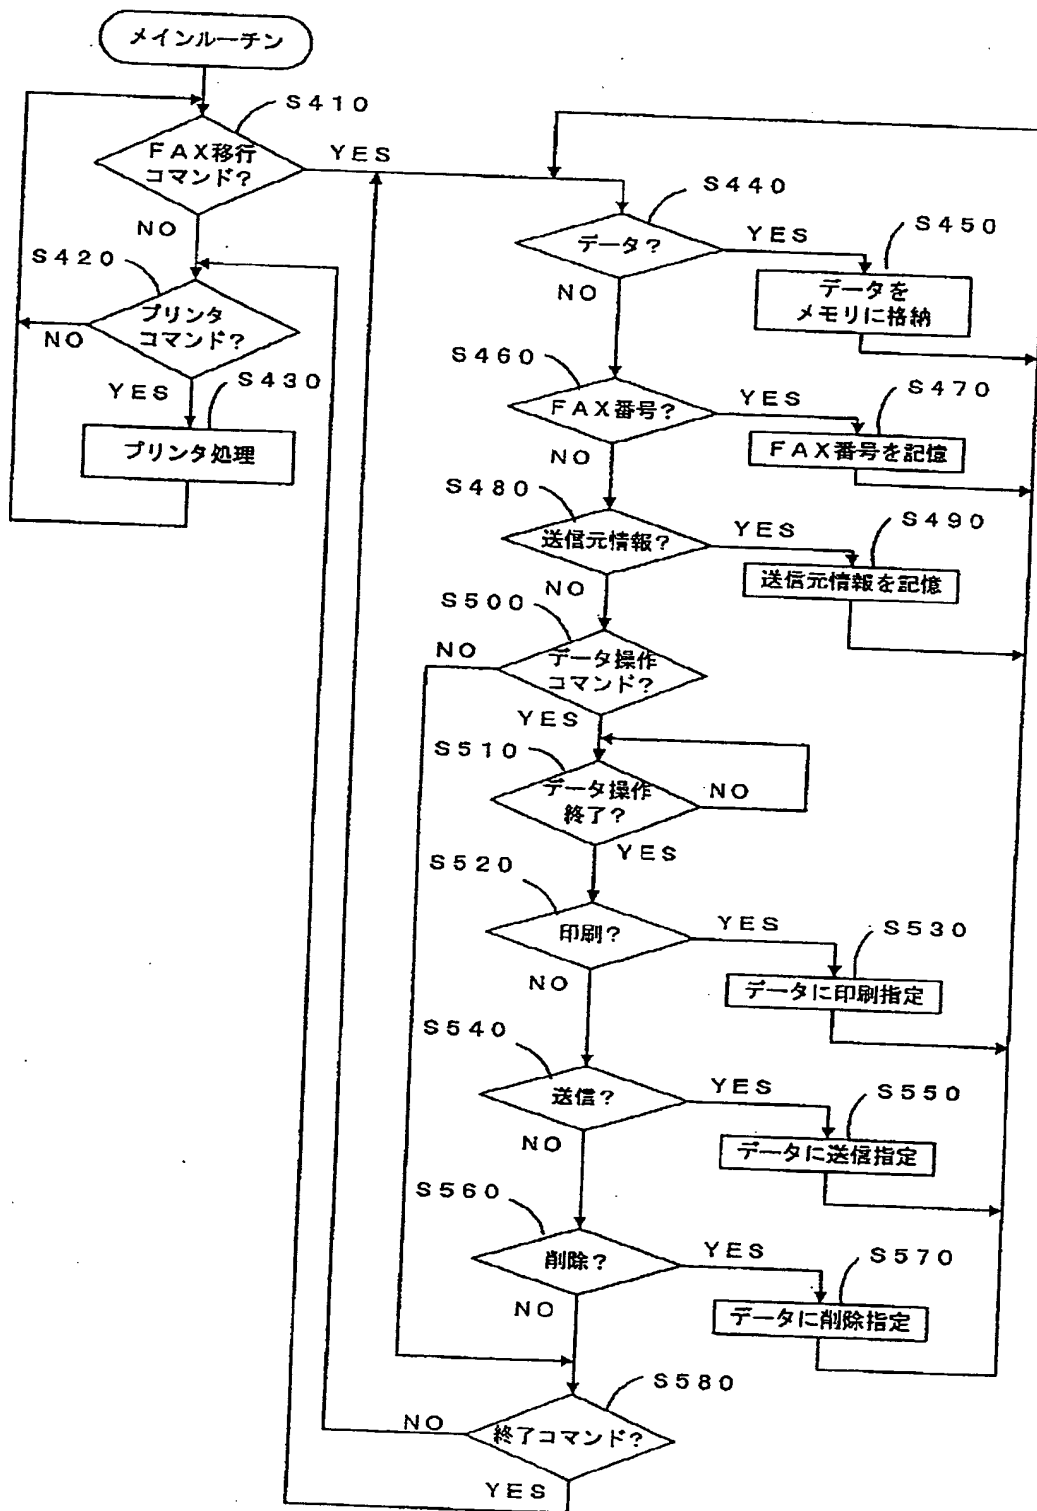 メインルーチン
S410
FAX移行
コマンド?
YES
NO
S420
プリンタ
コマンド?
NO
YES
S430
プリンタ処理
S440
データ?
YES
NO
S450
データを
メモリに格納
S460
FAX番号?
YES
NO
S470
FAX番号を記憶
S480
送信元情報?
YES
NO
S490
送信元情報を記憶
S500
データ操作
コマンド?
NO
YES
S510
データ操作
終了?
NO
YES
S520
印刷?
YES
NO
S530
データに印刷指定
S540
送信?
YES
NO
S550
データに送信指定
S560
削除?
YES
NO
S570
データに削除指定
S580
終了コマンド?
NO
YES